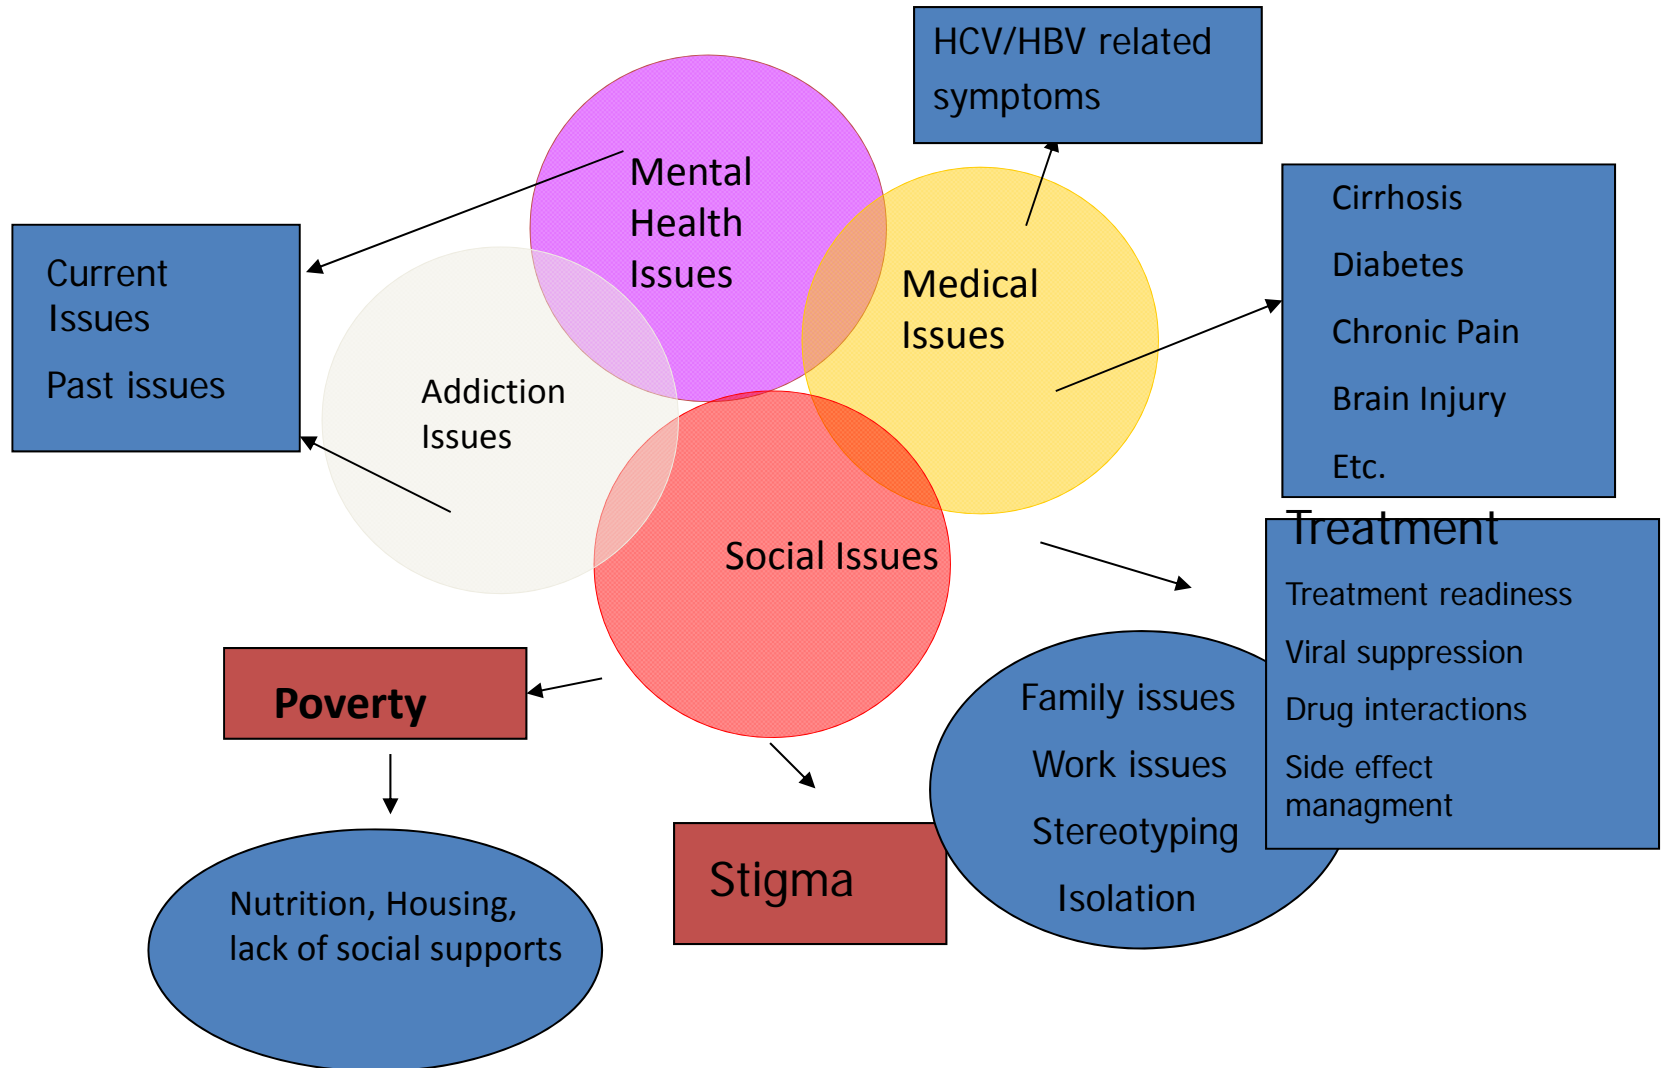 HCV/HBV related
symptoms
Mental
Health
Issues
Cirrhosis
Diabetes
Chronic Pain
Brain Injury
Etc.
Current
Issues
Past issues
Medical
Issues
Addiction
Issues
Social Issues
Treatment
Treatment readiness
Viral suppression
Drug interactions
Side effect
managment
Poverty
Family issues
Work issues
Stereotyping
Isolation
Stigma
Nutrition, Housing,
lack of social supports